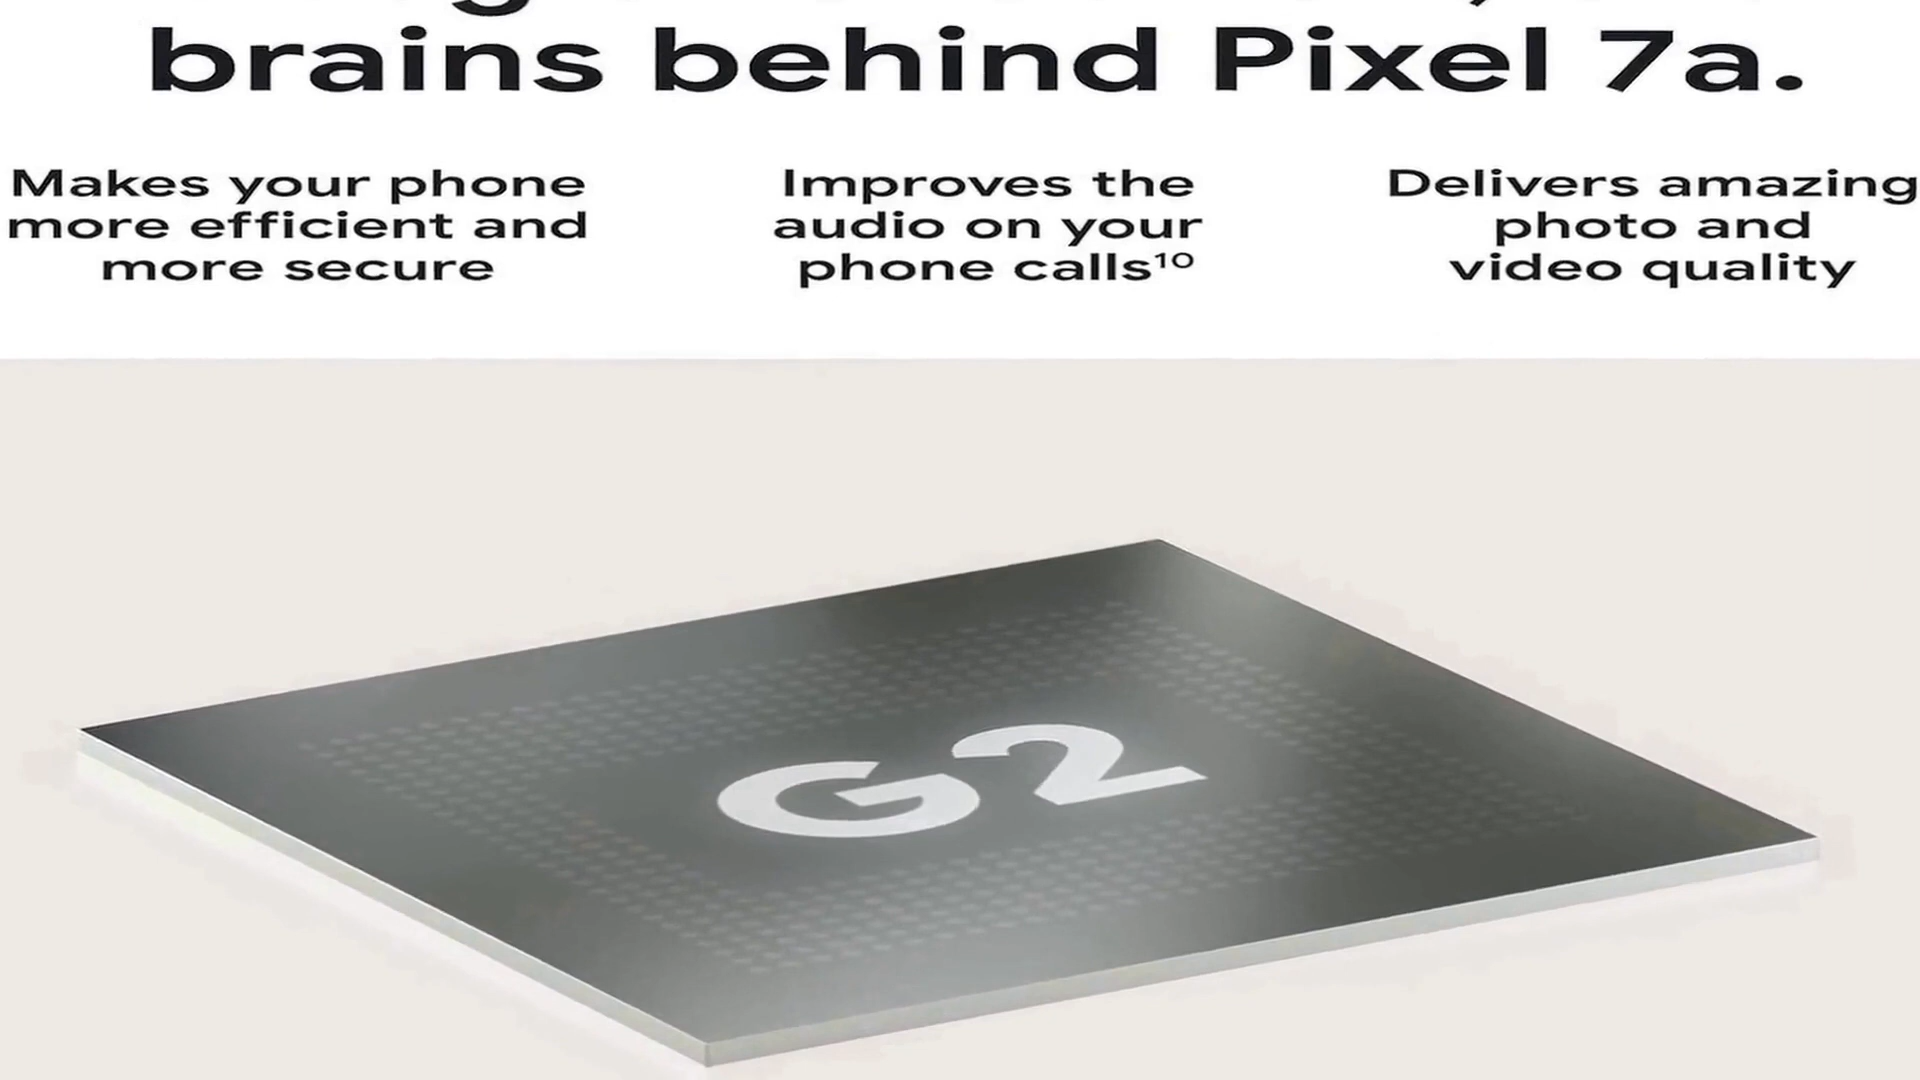 brains behind Pixel 7a.
Makes your phone
more efficient and
more secure
Improves the
audio on your
phone calls¹⁰
Delivers amazing
photo and
video quality
G2